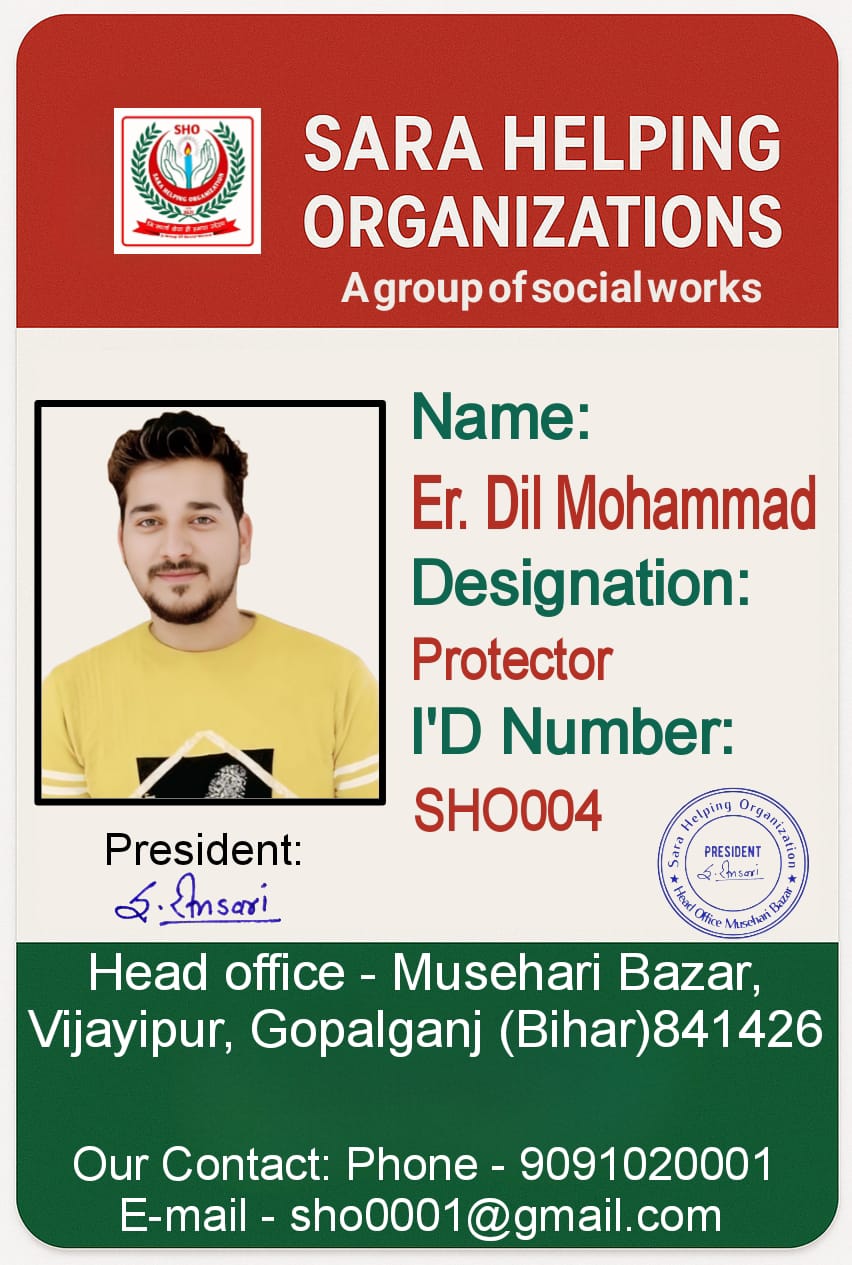 SHO
SARA HELPING ORGANIZATION
SARA HELPING
ORGANIZATIONS
A group of social works
Name:
Er. Dil Mohammad
Designation:
Protector
I'D Number:
SHO004
President:
S. Ansari
Sara Helping Organization
PRESIDENT
S. Ansari
★ Head Office Musehari Bazar ★
Head office - Musehari Bazar,
Vijayipur, Gopalganj (Bihar)841426
Our Contact: Phone - 9091020001
E-mail - sho0001@gmail.com